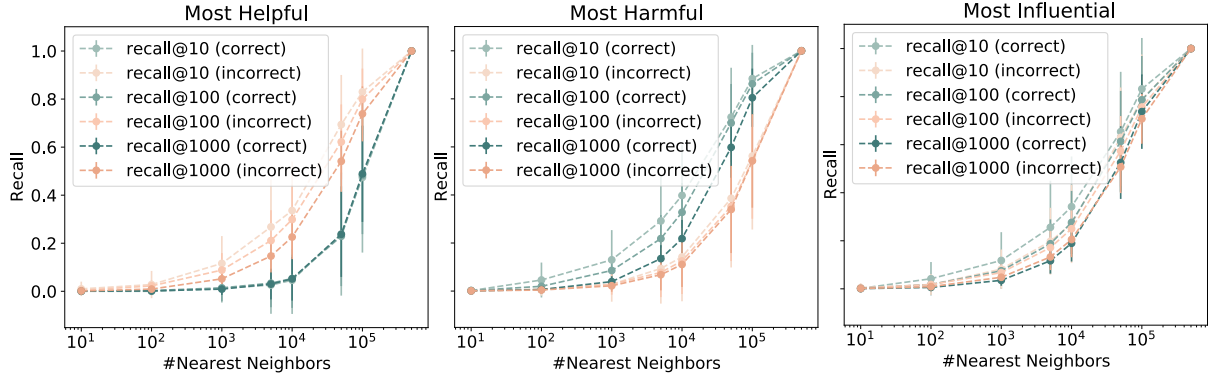 Most Helpful
1.0
0.8
0.6
0.4
0.2
0.0
Recall
recall@10 (correct)
recall@10 (incorrect)
recall@100 (correct)
recall@100 (incorrect)
recall@1000 (correct)
recall@1000 (incorrect)
10^1 10^2 10^3 10^4 10^5
#Nearest Neighbors
Most Harmful
Recall
recall@10 (correct)
recall@10 (incorrect)
recall@100 (correct)
recall@100 (incorrect)
recall@1000 (correct)
recall@1000 (incorrect)
10^1 10^2 10^3 10^4 10^5
#Nearest Neighbors
Most Influential
Recall
recall@10 (correct)
recall@10 (incorrect)
recall@100 (correct)
recall@100 (incorrect)
recall@1000 (correct)
recall@1000 (incorrect)
10^1 10^2 10^3 10^4 10^5
#Nearest Neighbors